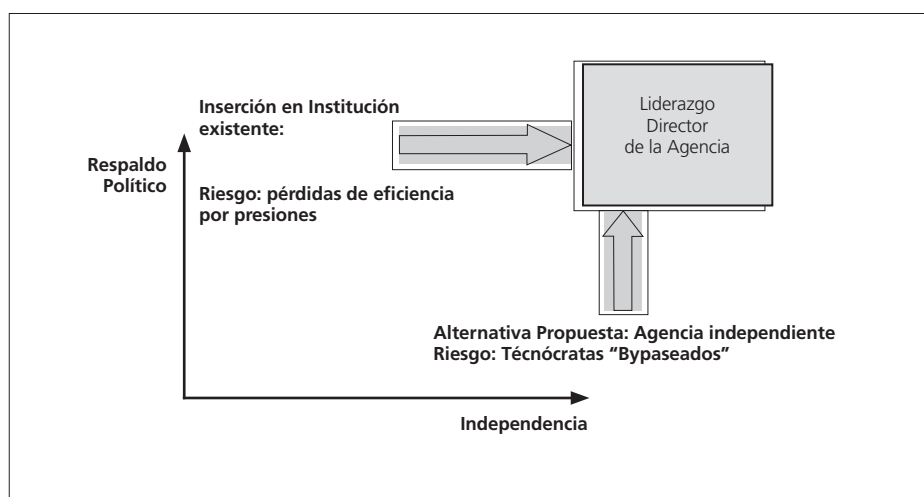 Inserción en Institución
existente:
Liderazgo
Director
de la Agencia
Respaldo
Político
Riesgo: pérdidas de eficiencia
por presiones
Alternativa Propuesta: Agencia independiente
Riesgo: Técnócratas “Bypaseados”
Independencia